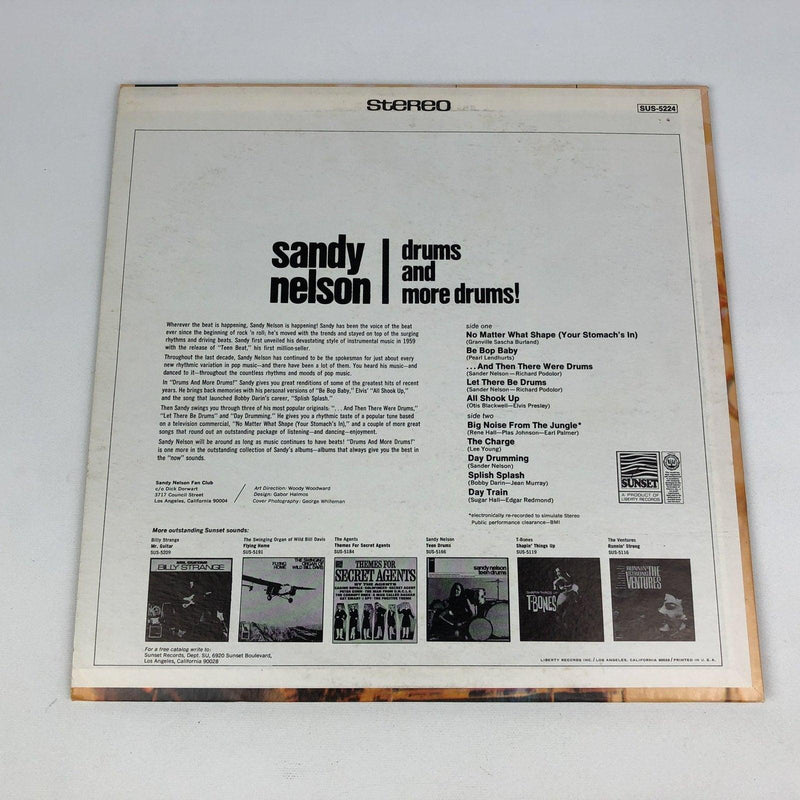 STEREO
SUS-5224
sandy
nelson
drums
and
more drums!
Wherever the beat is happening, Sandy Nelson is happening! Sandy has been the voice of the beat
ever since the beginning of rock 'n roll; he's moved with the trends and stayed on top of the surging
rhythms and driving beats. Sandy first unveiled his devastating style of instrumental music in 1959
with the release of "Teen Beat," his first million-seller.
Throughout the last decade, Sandy Nelson has continued to be the spokesman for just about every
new rhythmic variation in pop music—and there have been a lot of them. You heard his music—and
danced to it—throughout the countless rhythms and moods of pop music.
In "Drums And More Drums!" Sandy gives you great renditions of some of the greatest hits of recent
years. He brings back memories with his personal versions of "Be Bop Baby," Elvis' "All Shook Up,"
and the song that launched Bobby Darin's career, "Splish Splash."
Then Sandy swings you through three of his most popular originals: "... And Then There Were Drums,"
"Let There Be Drums" and "Day Drumming." He gives you a rhythmic taste of a popular tune based
on a television commercial, "No Matter What Shape (Your Stomach's In)," and a couple of more great
songs that round out an outstanding package of listening—and dancing—enjoyment.
Sandy Nelson will be around as long as music continues to have beats! "Drums And More Drums!"
is one more in the outstanding collection of Sandy's albums—albums that always give you the best in
the "now" sounds.
Sandy Nelson Fan Club
c/o Dick Dorwart
3717 Council Street
Los Angeles, California 90004
Art Direction: Woody Woodward
Design: Gabor Halmos
Cover Photography: George Whiteman
side one
No Matter What Shape (Your Stomach's In)
(Granville Sascha Burland)
Be Bop Baby
(Pearl Lendhurts)
...And Then There Were Drums
(Sander Nelson—Richard Podolor)
Let There Be Drums
(Sander Nelson—Richard Podolor)
All Shook Up
(Otis Blackwell—Elvis Presley)
side two
Big Noise From The Jungle*
(Rene Hall—Plas Johnson—Earl Palmer)
The Charge
(Lee Young)
Day Drumming
(Sander Nelson)
Splish Splash
(Bobby Darin—Jean Murray)
Day Train
(Sugar Hall—Edgar Redmond)
*electronically re-recorded to simulate Stereo
Public performance clearance—BMI
SUNSET
A PRODUCT OF
LIBERTY RECORDS
More outstanding Sunset sounds:
Billy Strange
Mr. Guitar
SUS-5209
The Swinging Organ of Wild Bill Davis
Flying Home
SUS-5191
The Agents
Themes For Secret Agents
SUS-5184
Sandy Nelson
Teen Drums
SUS-5166
T-Bones
Shapin' Things Up
SUS-5119
The Ventures
Runnin' Strong
SUS-5116
MR. GUITAR
BILLY STRANGE
FLYING
HOME
THE SWINGING
ORGAN OF
WILD BILL DAVIS
THEMES FOR
SECRET AGENTS
BY THE AGENTS
sandy nelson
teen drums
T-BONES
RUNNIN'
STRONG
THE
VENTURES
For a free catalog write to:
Sunset Records, Dept. SU, 6920 Sunset Boulevard,
Los Angeles, California 90028
LIBERTY RECORDS INC. / LOS ANGELES, CALIFORNIA 90028 / PRINTED IN U.S.A.